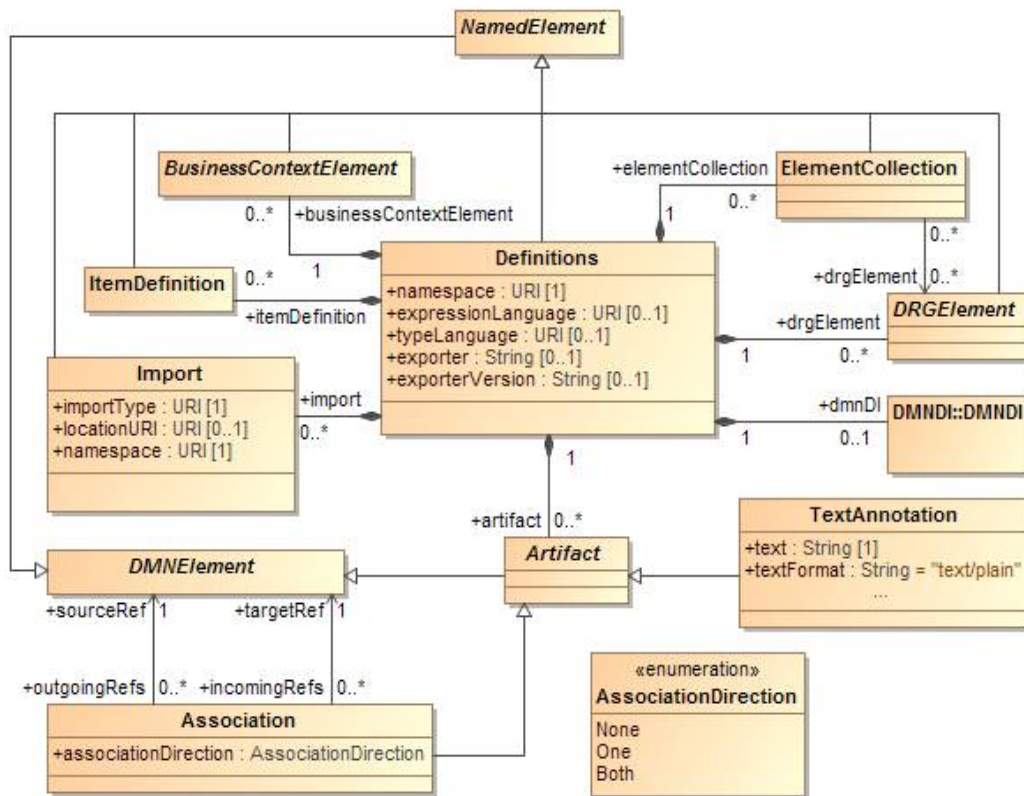 NamedElement
BusinessContextElement
0..*
+businessContextElement
1
+elementCollection
0..*
1
ElementCollection
0..*
+drgElement
0..*
ItemDefinition
0..*
+itemDefinition
Definitions
+namespace : URI [1]
+expressionLanguage : URI [0..1]
+typeLanguage : URI [0..1]
+exporter : String [0..1]
+exporterVersion : String [0..1]
+drgElement
1
0..*
DRGElement
Import
+importType : URI [1]
+locationURI : URI [0..1]
+namespace : URI [1]
+import
0..*
+dmnDI
1
0..1
DMNDI::DMNDI
1
+artifact
0..*
Artifact
TextAnnotation
+text : String [1]
+textFormat : String = "text/plain"
...
DMNElement
+sourceRef
1
+targetRef
1
+outgoingRefs
0..*
+incomingRefs
0..*
Association
+associationDirection : AssociationDirection
«enumeration»
AssociationDirection
None
One
Both